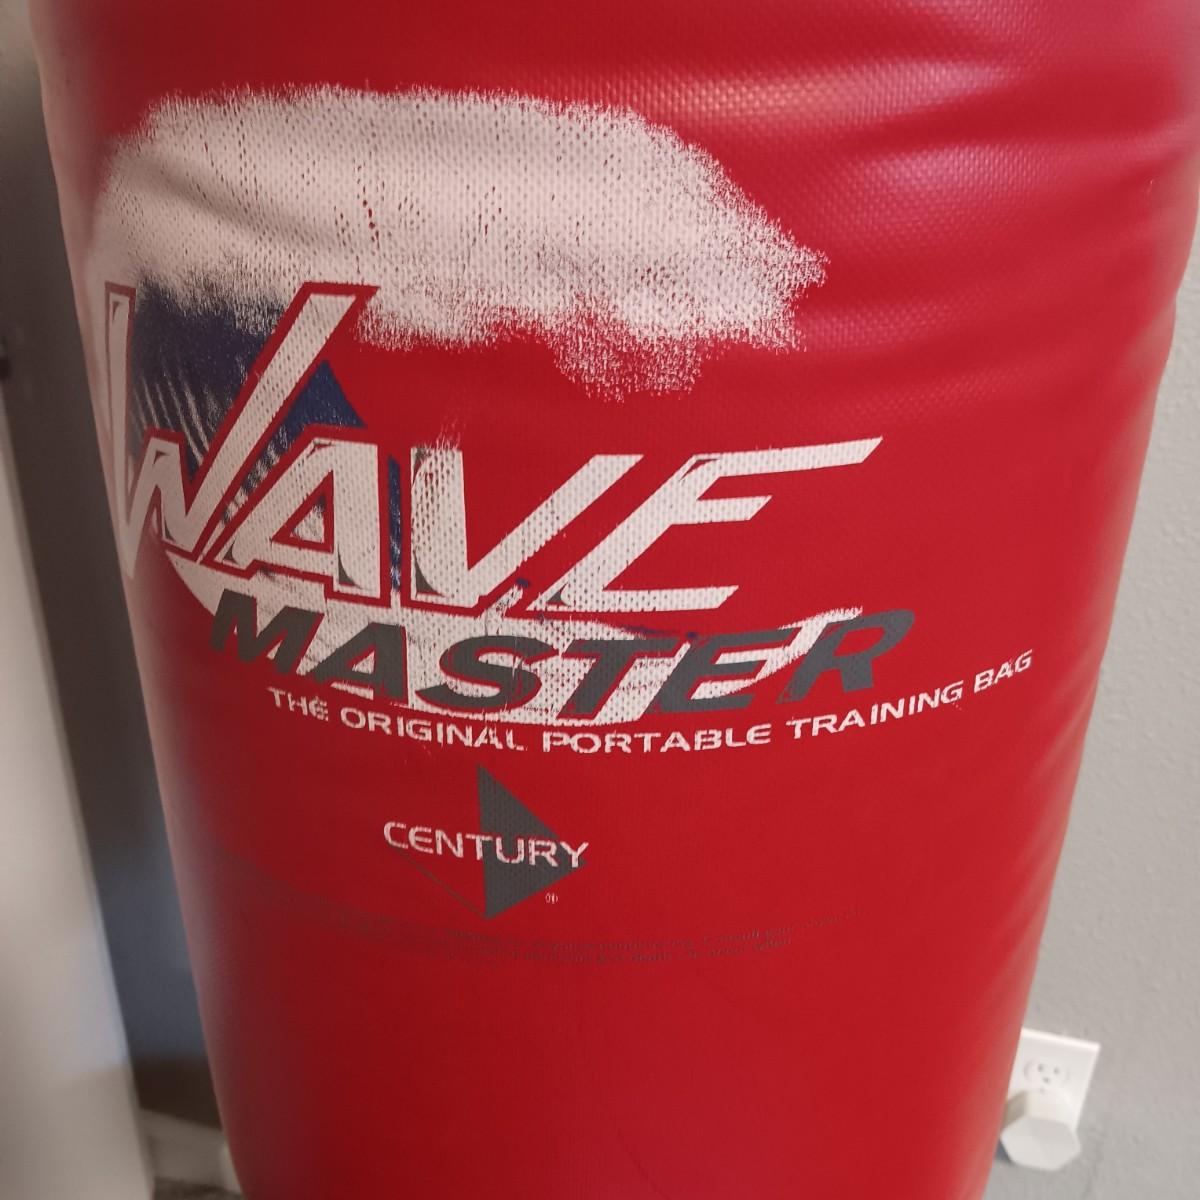 WAVE
MASTER
THE ORIGINAL PORTABLE TRAINING BAG
CENTURY
®